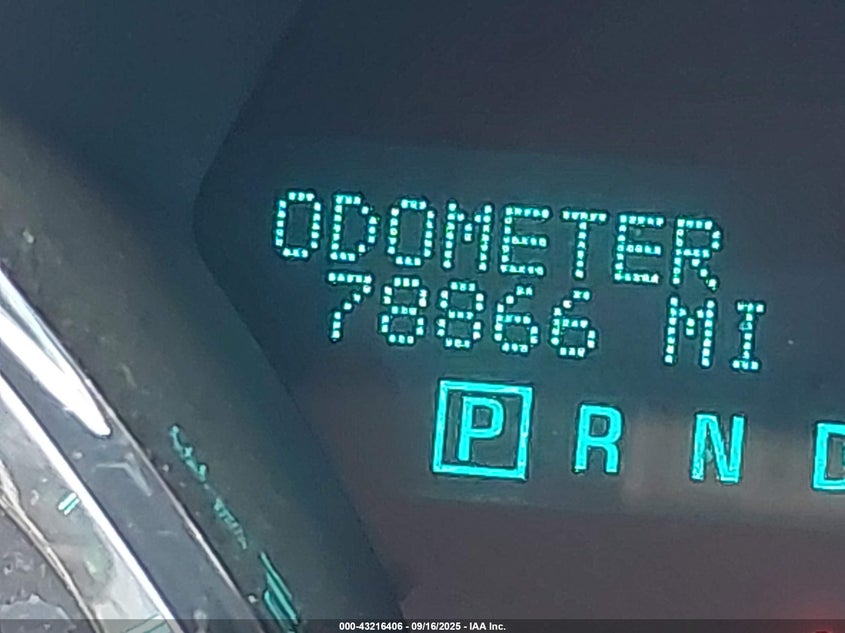 ODOMETER
78866 MI
P R N D
000-43216406 - 09/16/2025 - IAA Inc.